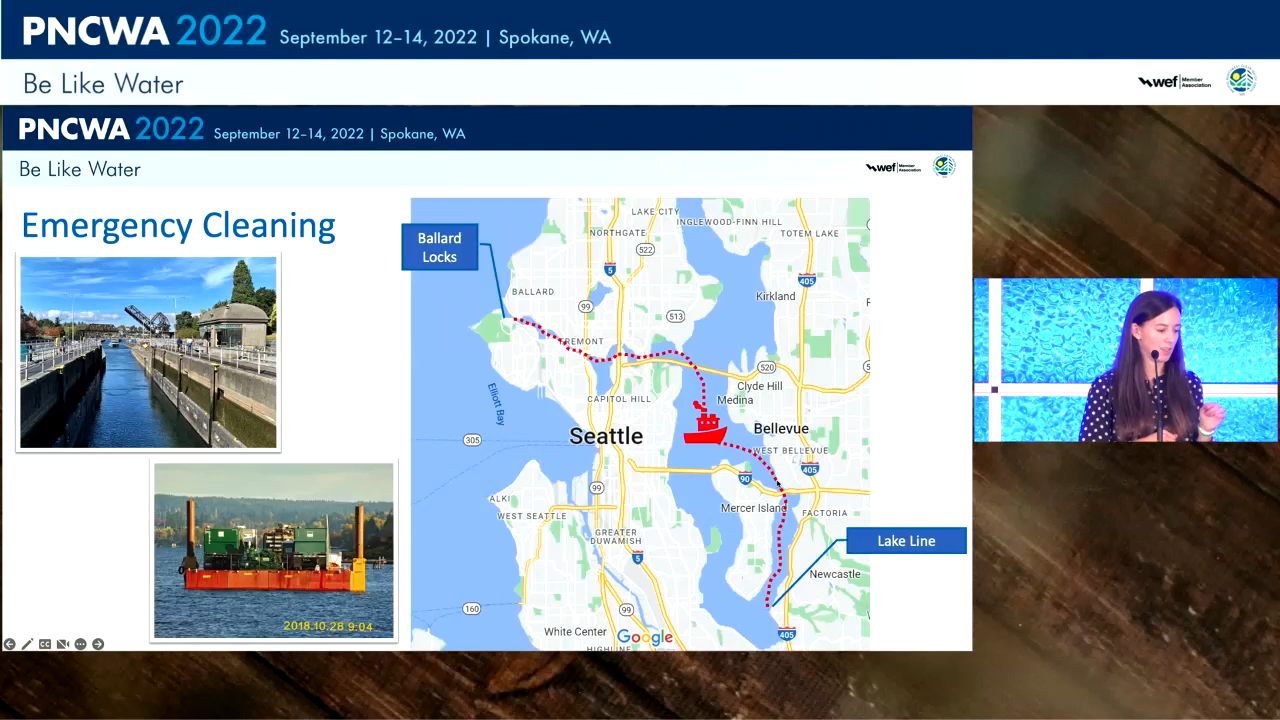 PNCWA 2022 September 12–14, 2022 | Spokane, WA
Be Like Water
wef Member Association
PNCWA 2022 September 12–14, 2022 | Spokane, WA
Be Like Water
wef Member Association
Emergency Cleaning
Ballard Locks
LAKE CITY
INGLEWOOD-FINN HILL
NORTHGATE
TOTEM LAKE
522
5
405
BALLARD
Kirkland
99
513
TREMONT
520
Clyde Hill
CAPITOL HILL
Medina
Elliott Bay
Seattle
Bellevue
305
WEST BELLEVUE
405
90
99
ALKI
Mercer Island
WEST SEATTLE
FACTORIA
GREATER DUWAMISH
5
Lake Line
Newcastle
160
99
White Center
Google
405
HIGHLINE
2018.10.28 9:04
CC